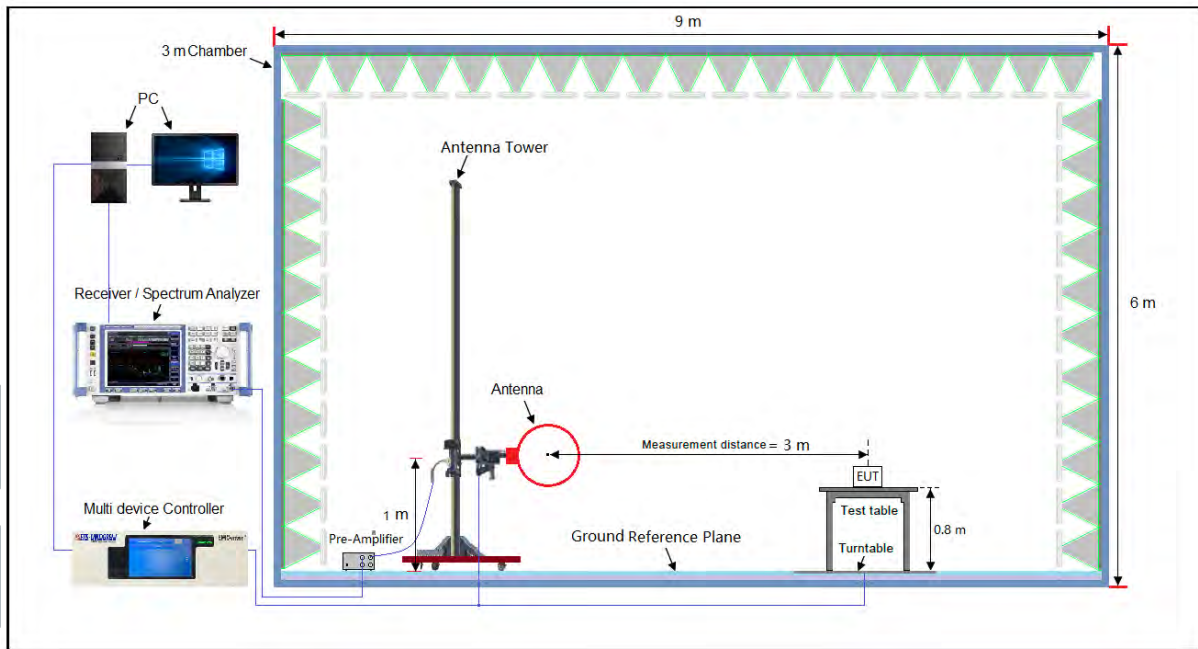 9 m
3 m Chamber
PC
Antenna Tower
6 m
Receiver / Spectrum Analyzer
Antenna
Measurement distance = 3 m
EUT
Multi device Controller
1 m
Test table
0.8 m
Pre-Amplifier
Ground Reference Plane
Turntable